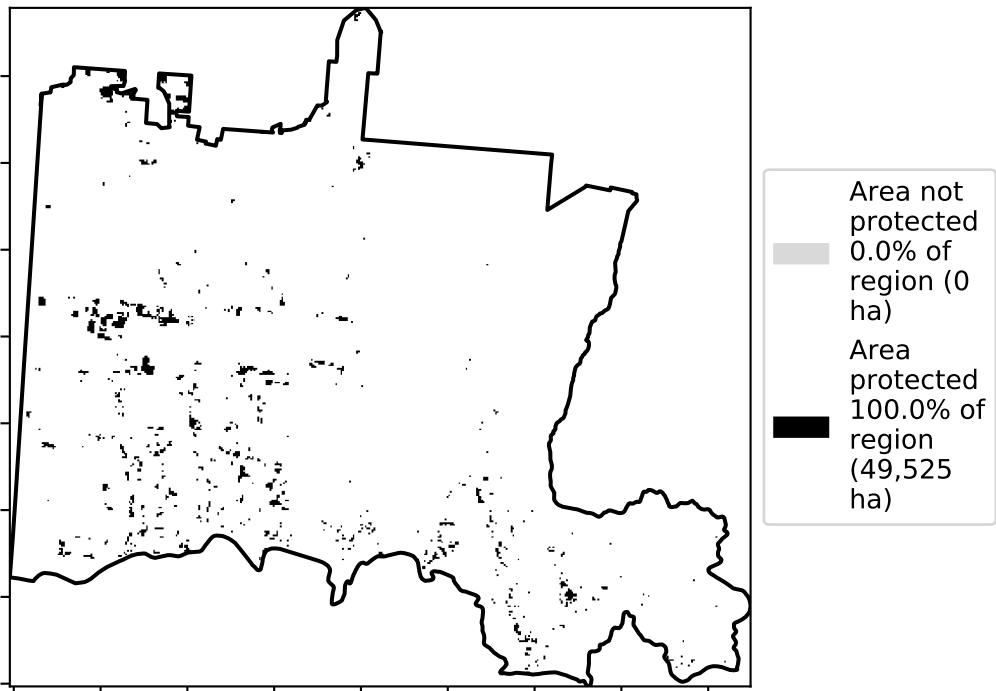 Area not
protected
0.0% of
region (0
ha)
Area
protected
100.0% of
region
(49,525
ha)